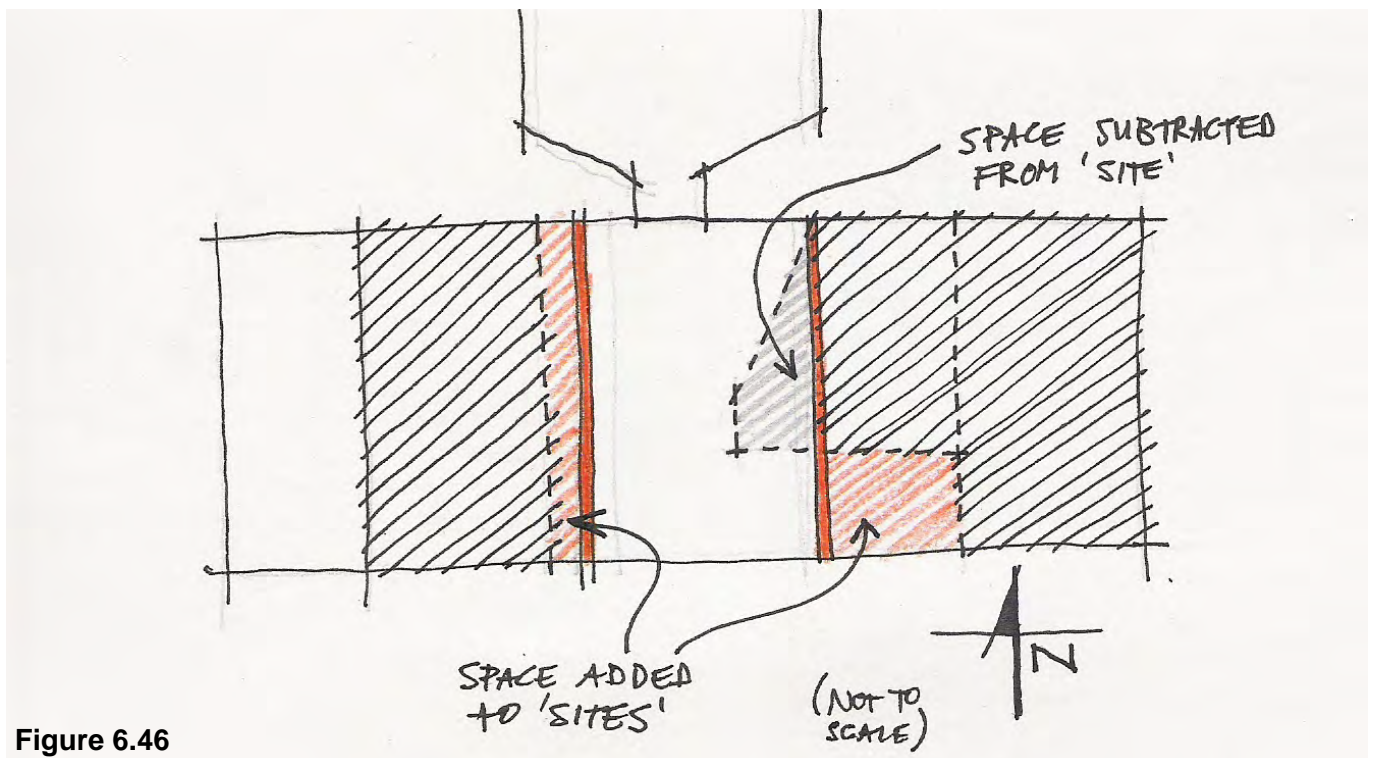 SPACE SUBTRACTED
FROM 'SITE'
SPACE ADDED
TO 'SITES'
(NOT TO
SCALE)
N
Figure 6.46